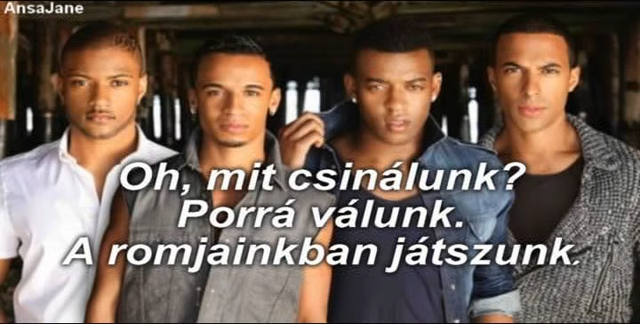 AnsaJane
Oh, mit csinálunk?
Porrá válunk.
A romjainkban játszunk.